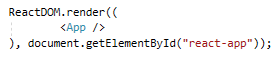 ReactDOM.render((
<App />
), document.getElementById("react-app"));